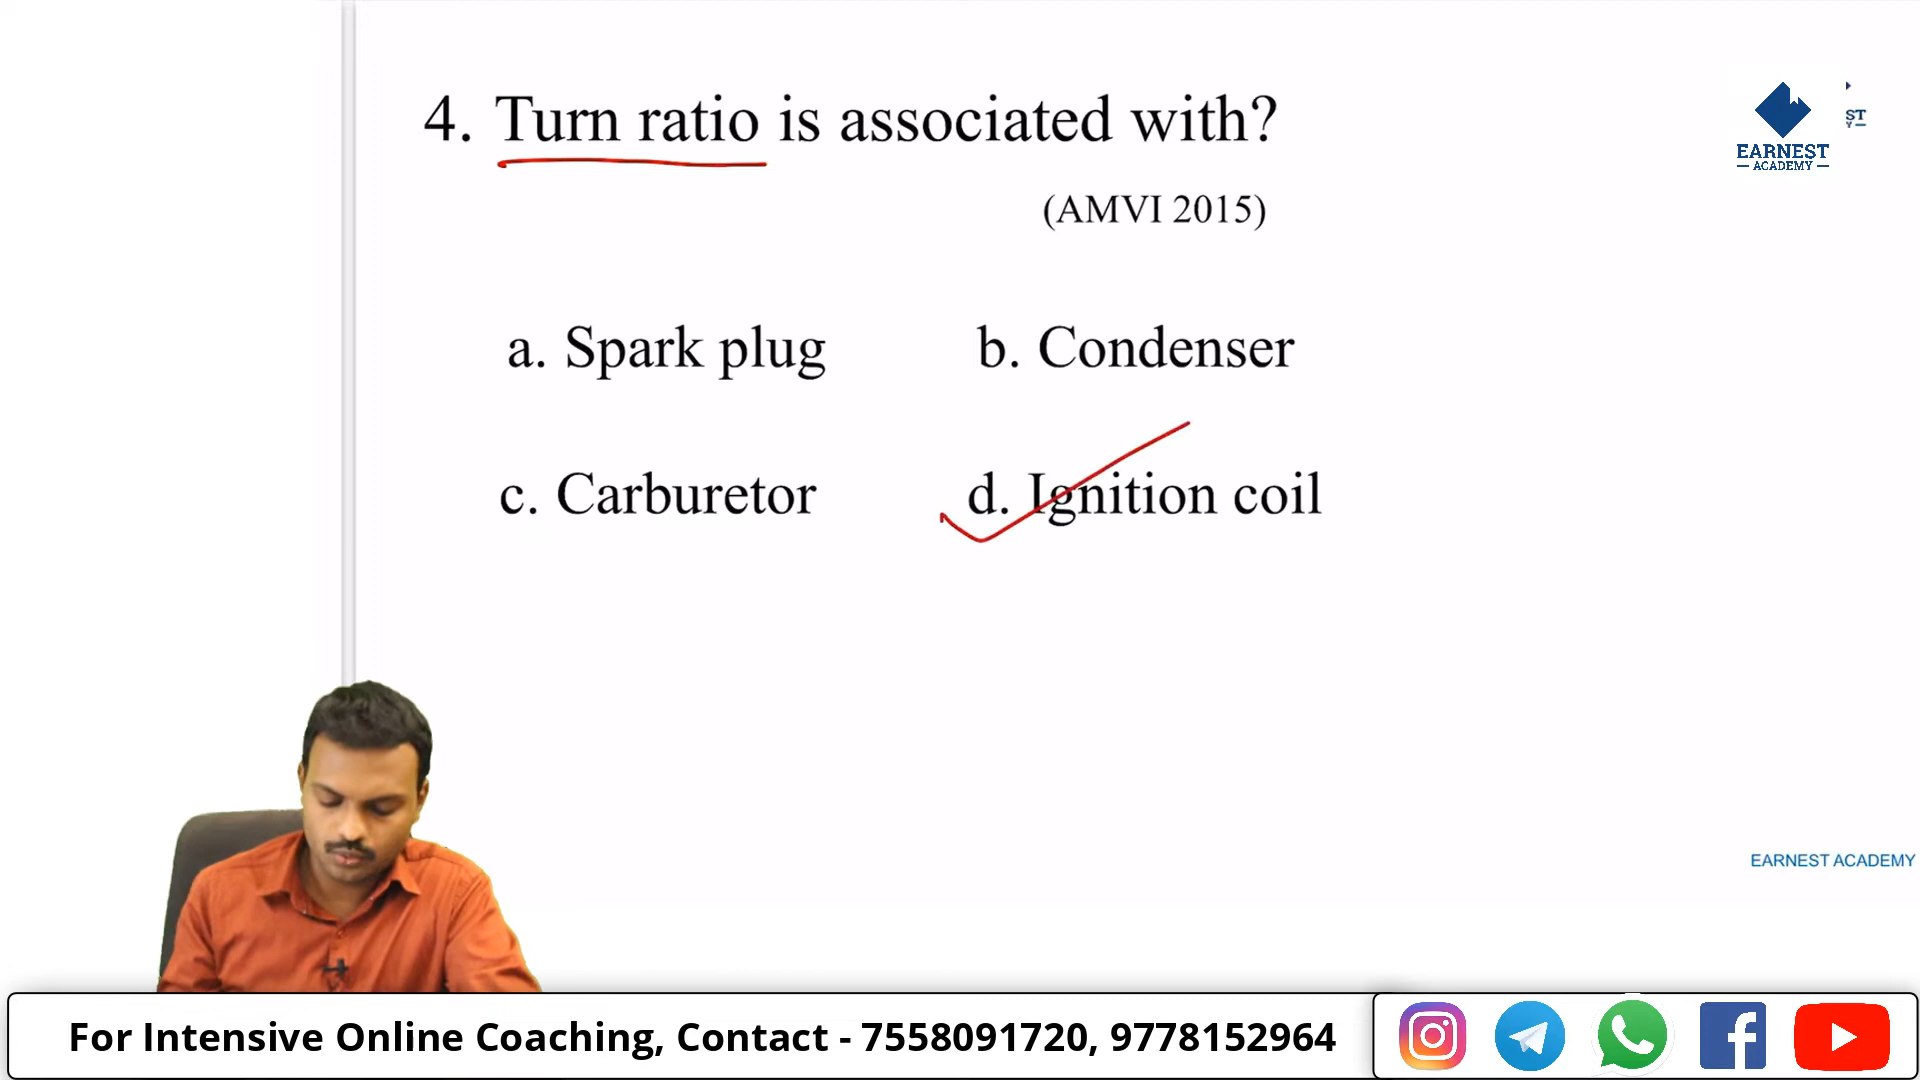 4. Turn ratio is associated with?
(AMVI 2015)
a. Spark plug
b. Condenser
c. Carburetor
d. Ignition coil
EARNEST
ACADEMY
ST
EARNEST ACADEMY
For Intensive Online Coaching, Contact - 7558091720, 9778152964